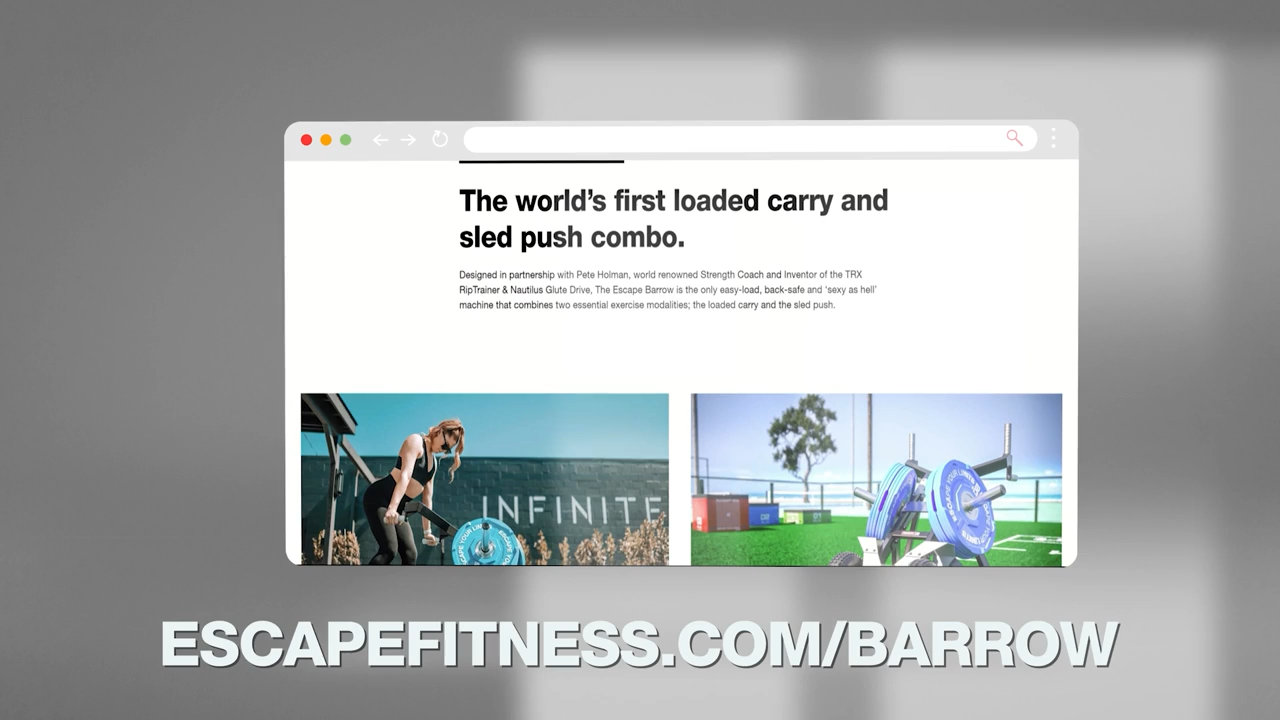 The world's first loaded carry and
sled push combo.
Designed in partnership with Pete Holman, world renowned Strength Coach and Inventor of the TRX
RipTrainer & Nautilus Glute Drive, The Escape Barrow is the only easy-load, back-safe and 'sexy as hell'
machine that combines two essential exercise modalities; the loaded carry and the sled push.
INFINITE
ESCAPE YOUR LIMITS
ESCAPEFITNESS.COM/BARROW